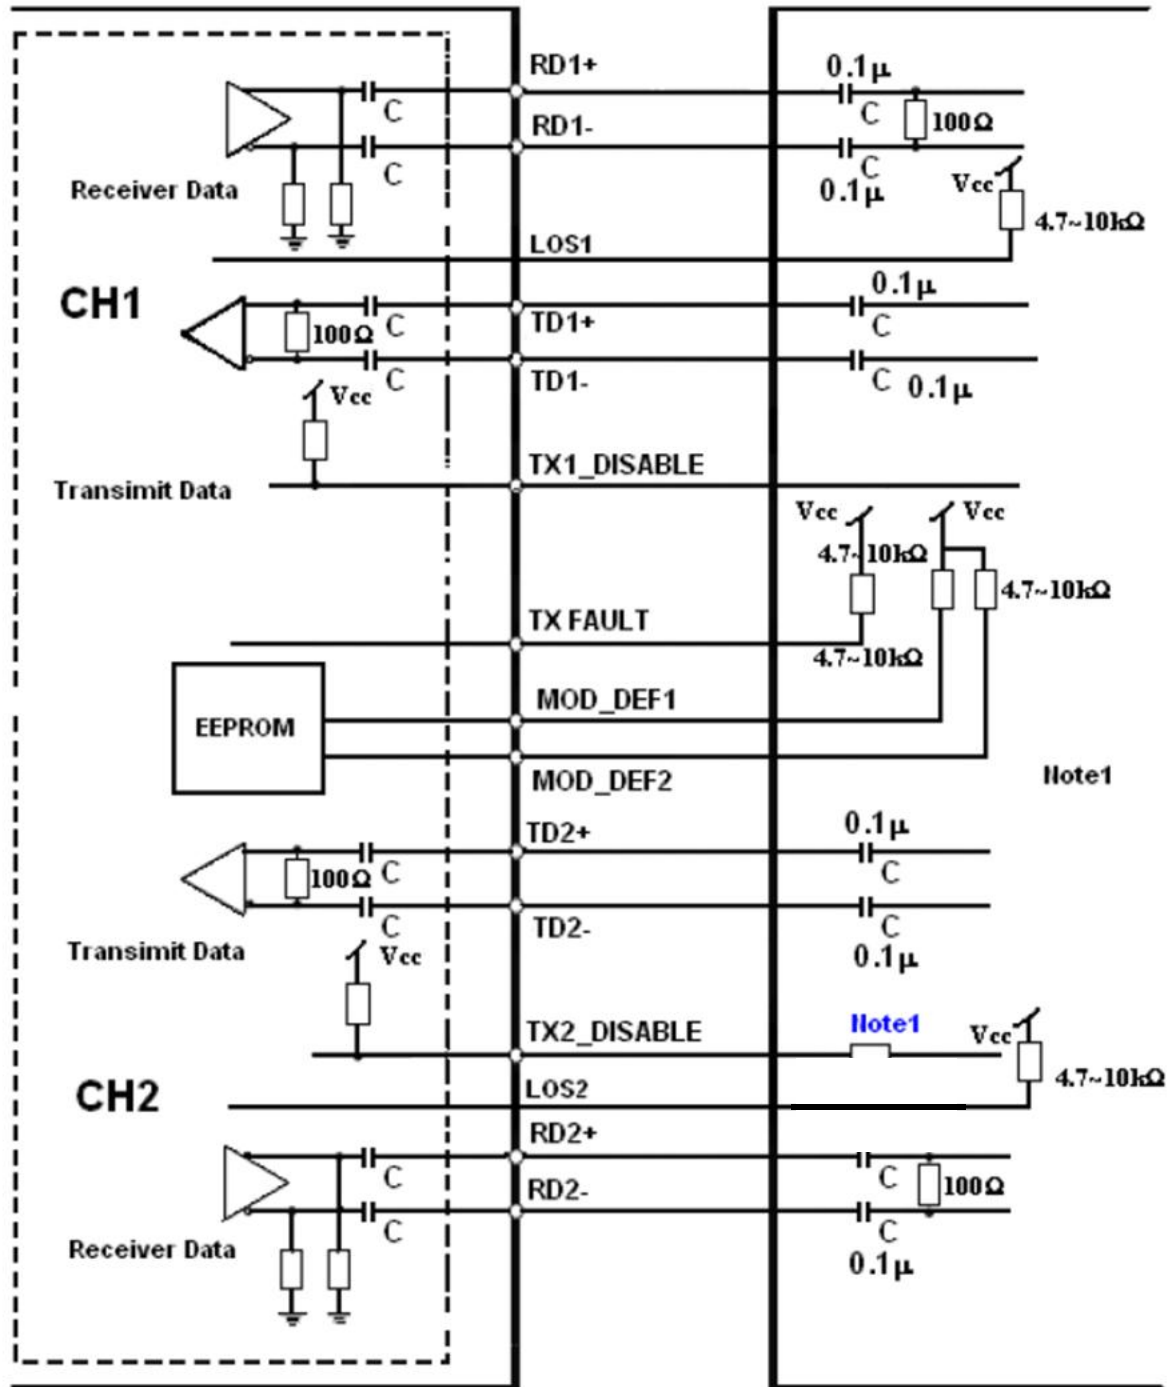 RD1+
0.1µ
C
C
100Ω
RD1-
C
C
0.1µ
Receiver Data
Vcc
4.7~10kΩ
LOS1
CH1
0.1µ
100Ω
C
TD1+
C
C
TD1-
C
0.1µ
Vcc
TX1_DISABLE
Transimit Data
Vcc
Vcc
4.7~10kΩ
4.7~10kΩ
TX FAULT
4.7~10kΩ
MOD_DEF1
EEPROM
MOD_DEF2
Note1
TD2+
0.1µ
100Ω
C
C
C
TD2-
C
Transimit Data
Vcc
0.1µ
TX2_DISABLE
Note1
Vcc
4.7~10kΩ
CH2
LOS2
RD2+
C
C
100Ω
RD2-
C
C
Receiver Data
0.1µ